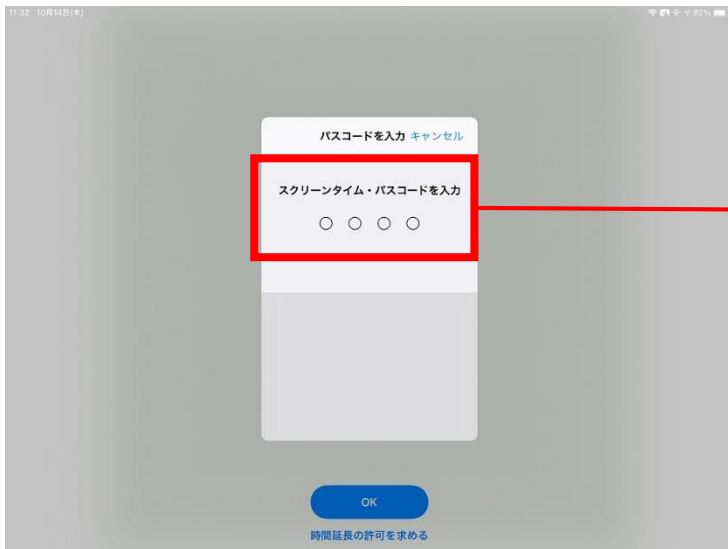 11:32 10月14日(木)
82%
パスコードを入力 キャンセル
スクリーンタイム・パスコードを入力
OK
時間延長の許可を求める